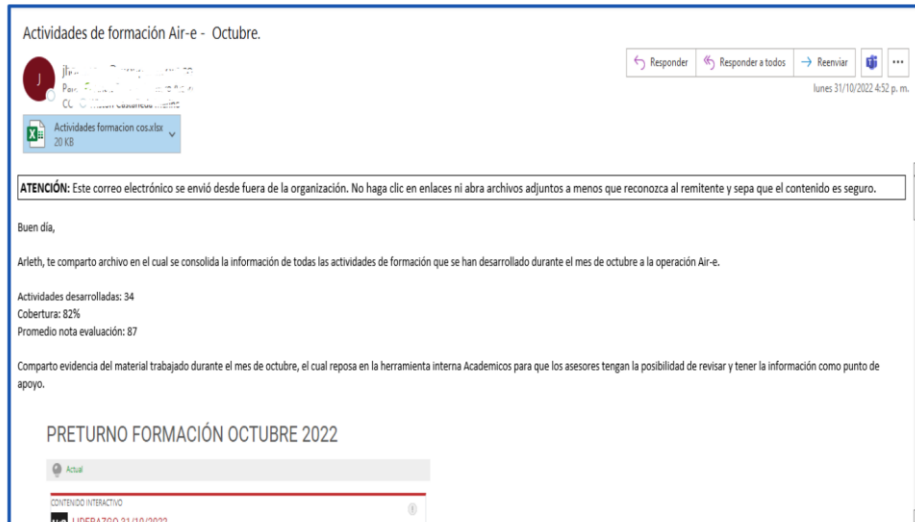 Actividades de formación Air-e - Octubre.
Responder
Responder a todos
Reenviar
J
CC
lunes 31/10/2022 4:52 p. m.
Actividades formacion cos.xlsx
20 KB
ATENCIÓN: Este correo electrónico se envió desde fuera de la organización. No haga clic en enlaces ni abra archivos adjuntos a menos que reconozca al remitente y sepa que el contenido es seguro.
Buen día,
Arleth, te comparto archivo en el cual se consolida la información de todas las actividades de formación que se han desarrollado durante el mes de octubre a la operación Air-e.
Actividades desarrolladas: 34
Cobertura: 82%
Promedio nota evaluación: 87
Comparto evidencia del material trabajado durante el mes de octubre, el cual reposa en la herramienta interna Academicos para que los asesores tengan la posibilidad de revisar y tener la información como punto de
apoyo.
PRETURNO FORMACIÓN OCTUBRE 2022
Actual
CONTENIDO INTERACTIVO
LIDERAZGO 31/10/2022